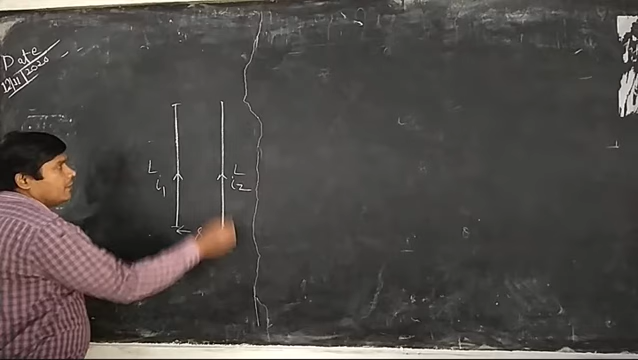 Date
12/11/2020
L L
i₁ i₂